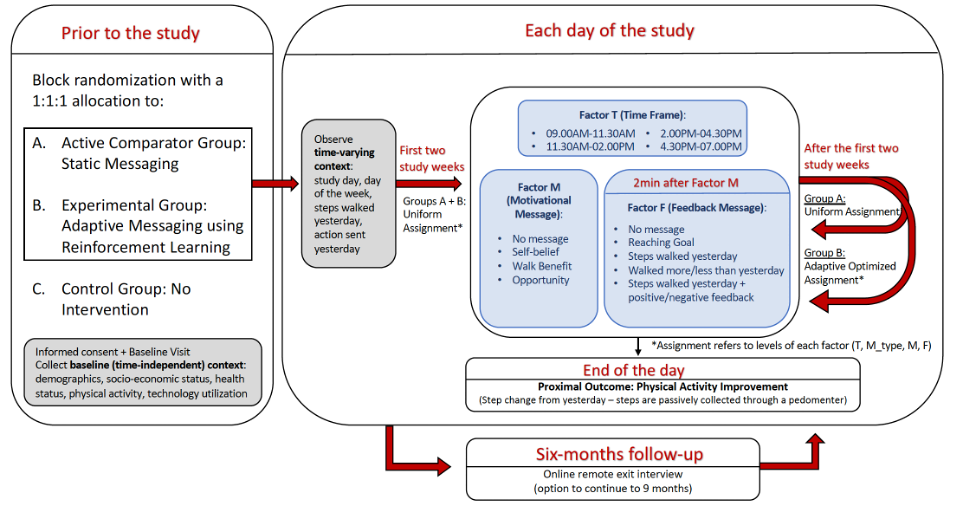 Prior to the study
Block randomization with a
1:1:1 allocation to:
A. Active Comparator Group:
Static Messaging
B. Experimental Group:
Adaptive Messaging using
Reinforcement Learning
C. Control Group: No
Intervention
Informed consent + Baseline Visit
Collect baseline (time-independent) context:
demographics, socio-economic status, health
status, physical activity, technology utilization
Each day of the study
Observe
time-varying
context:
study day, day
of the week,
steps walked
yesterday,
action sent
yesterday
First two
study weeks
Groups A + B:
Uniform
Assignment*
Factor T (Time Frame):
• 09.00AM-11.30AM • 2.00PM-04.30PM
• 11.30AM-02.00PM • 4.30PM-07.00PM
Factor M
(Motivational
Message):
• No message
• Self-belief
• Walk Benefit
• Opportunity
2min after Factor M
Factor F (Feedback Message):
• No message
• Reaching Goal
• Steps walked yesterday
• Walked more/less than yesterday
• Steps walked yesterday +
positive/negative feedback
After the first two
study weeks
Group A:
Uniform Assignment
Group B:
Adaptive Optimized
Assignment*
*Assignment refers to levels of each factor (T, M_type, M, F)
End of the day
Proximal Outcome: Physical Activity Improvement
(Step change from yesterday – steps are passively collected through a pedomenter)
Six-months follow-up
Online remote exit interview
(option to continue to 9 months)